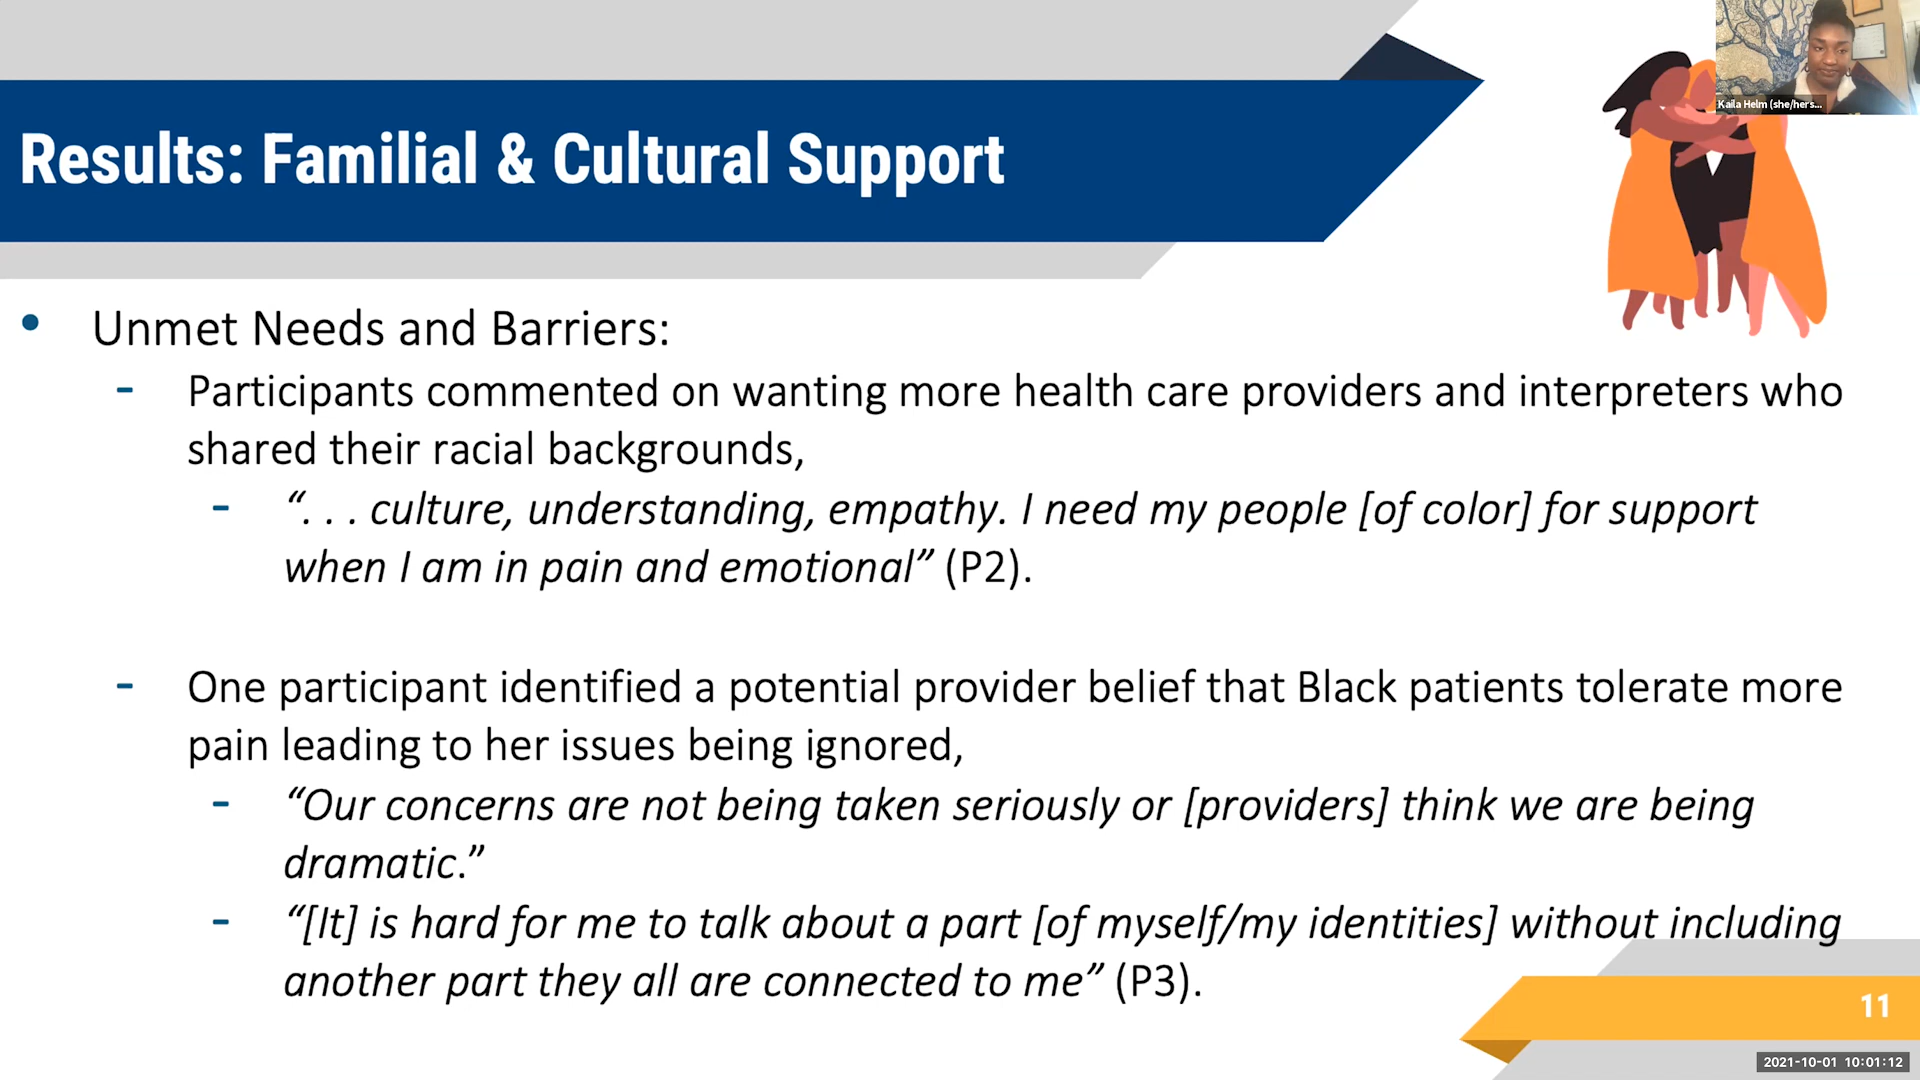 Kaila Helm (she/hers...
Results: Familial & Cultural Support
• Unmet Needs and Barriers:
- Participants commented on wanting more health care providers and interpreters who
shared their racial backgrounds,
- “. . . culture, understanding, empathy. I need my people [of color] for support
when I am in pain and emotional” (P2).
- One participant identified a potential provider belief that Black patients tolerate more
pain leading to her issues being ignored,
- “Our concerns are not being taken seriously or [providers] think we are being
dramatic.”
- “[It] is hard for me to talk about a part [of myself/my identities] without including
another part they all are connected to me” (P3).
11
2021-10-01 10:01:12